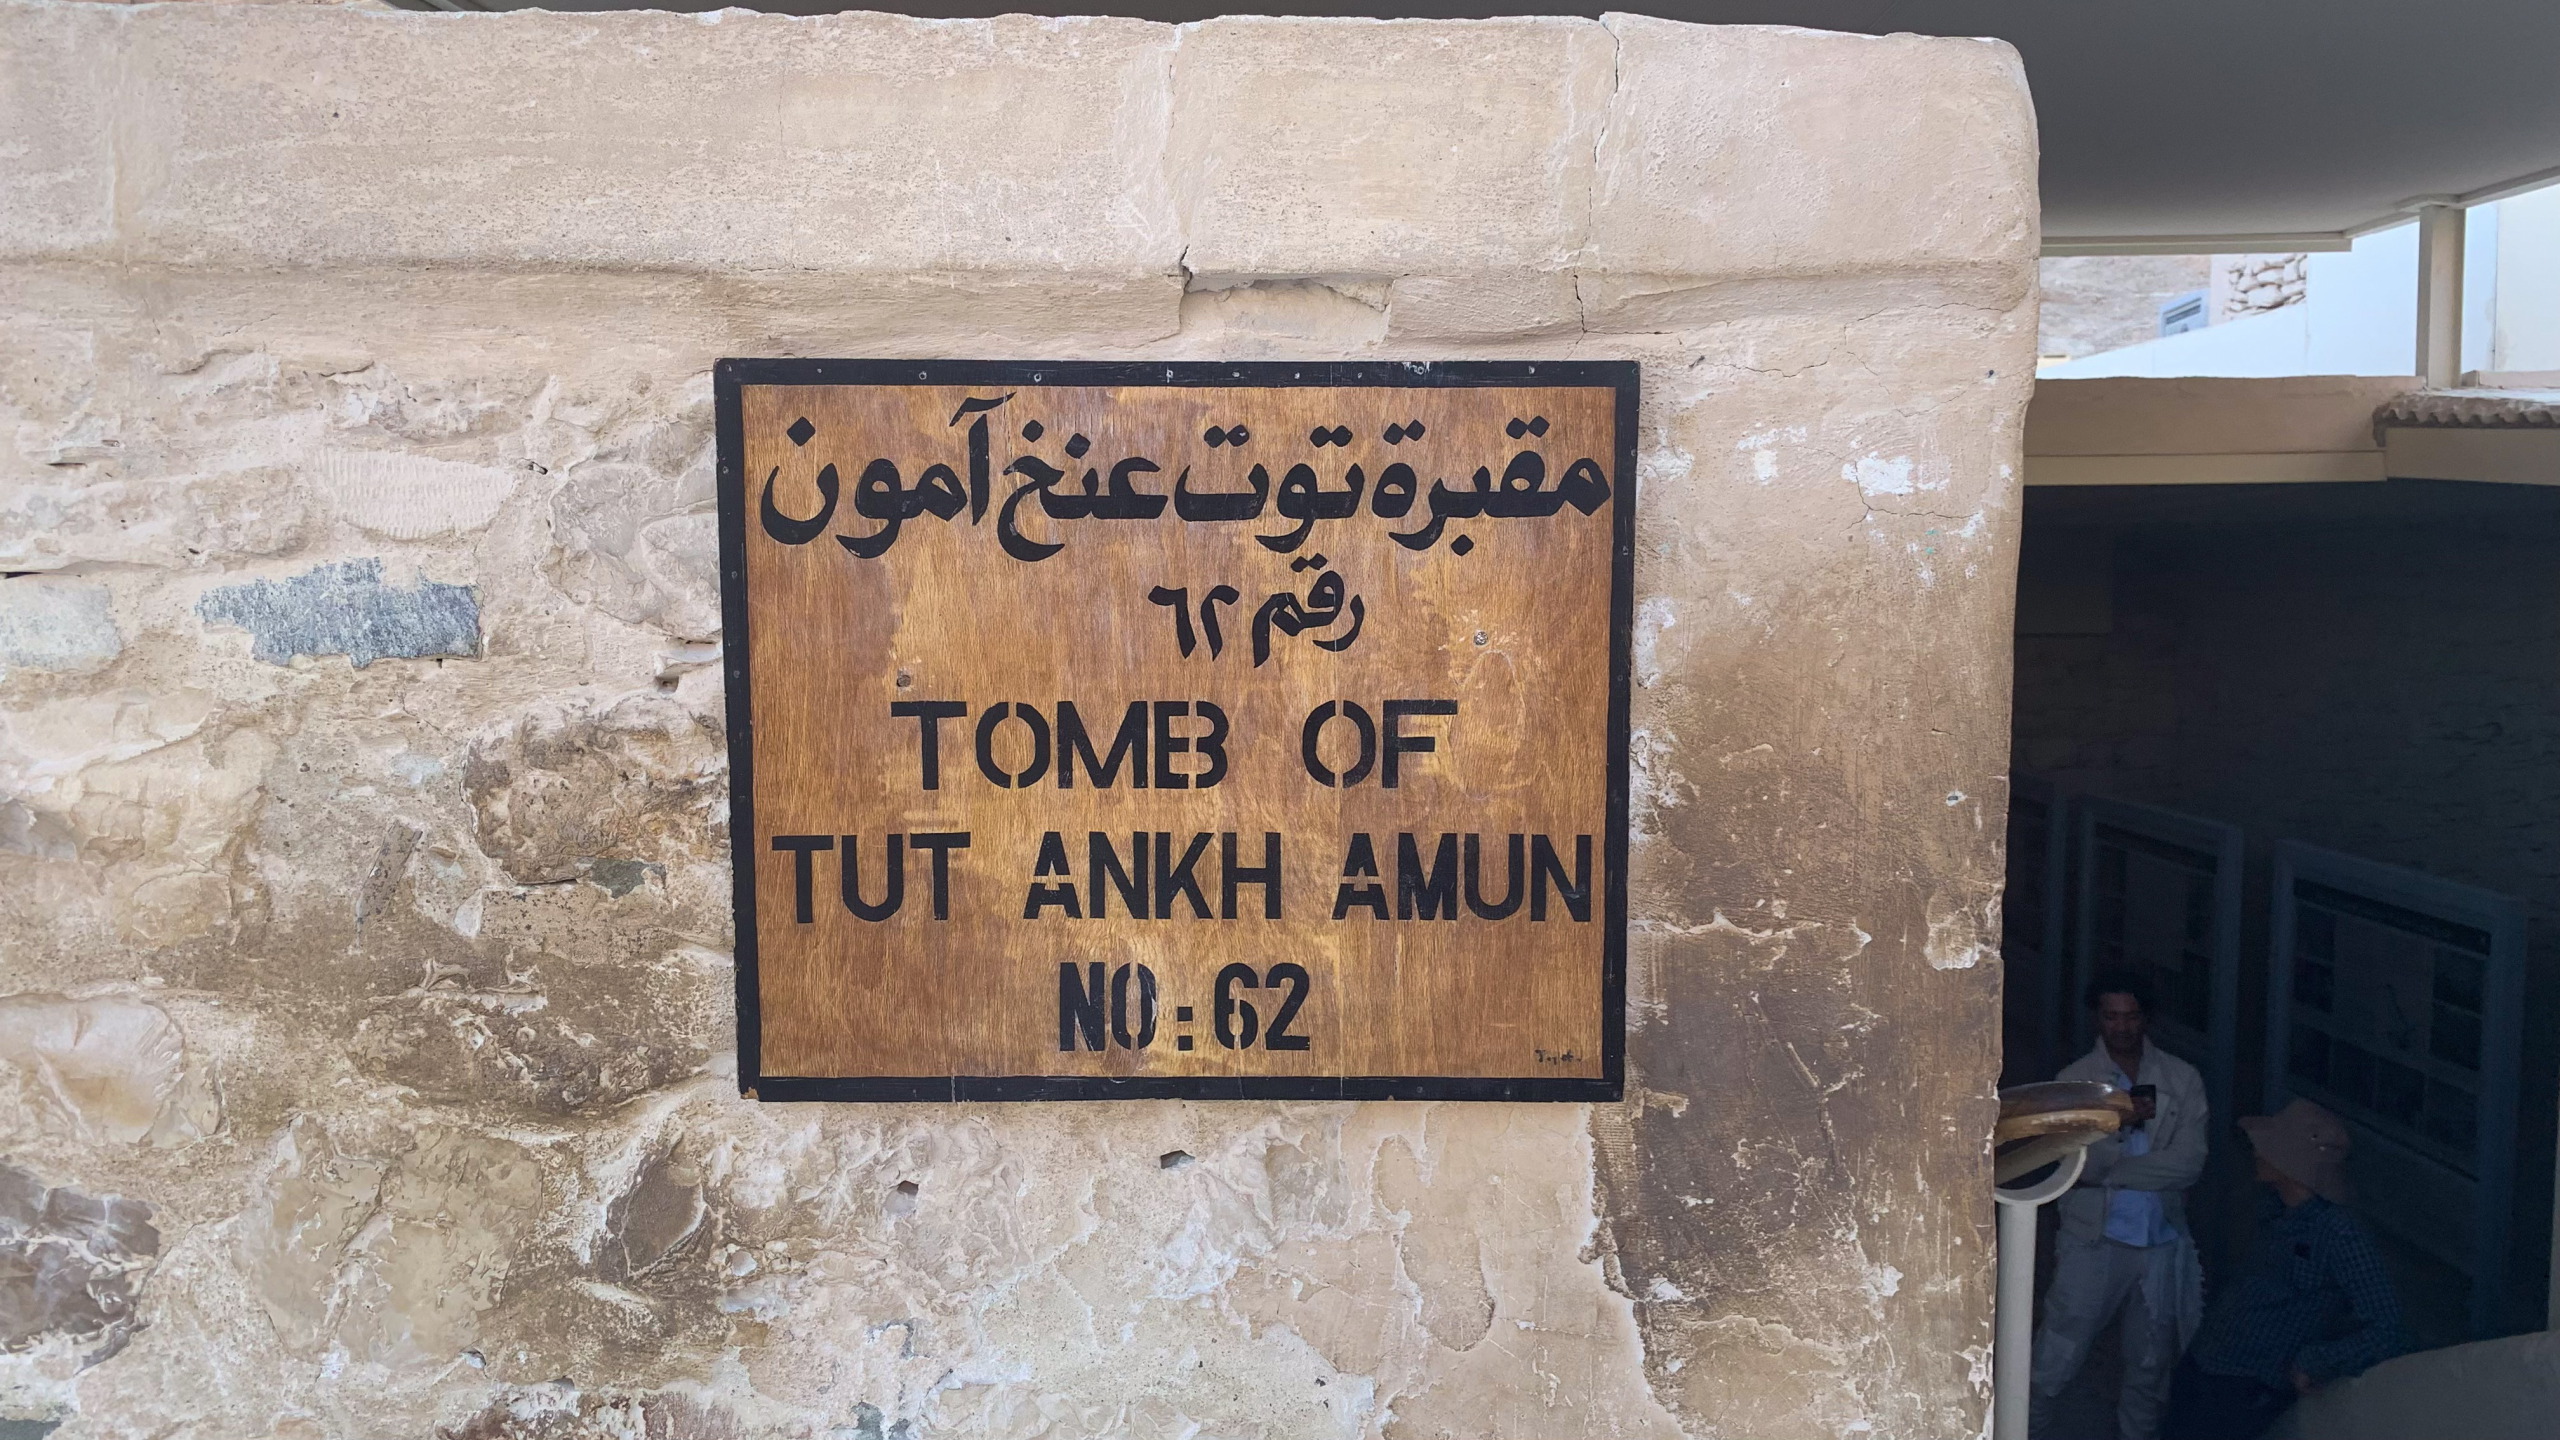 مقبرة توت عنخ آمون
رقم ٦٢
TOMB OF
TUT ANKH AMUN
NO : 62